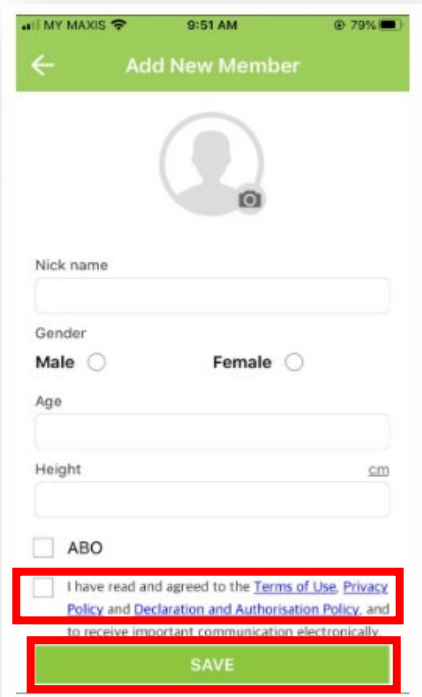 MY MAXIS 9:51 AM 79%
Add New Member
Nick name
Gender
Male Female
Age
Height cm
ABO
I have read and agreed to the Terms of Use, Privacy
Policy and Declaration and Authorisation Policy, and
to receive important communication electronically.
SAVE